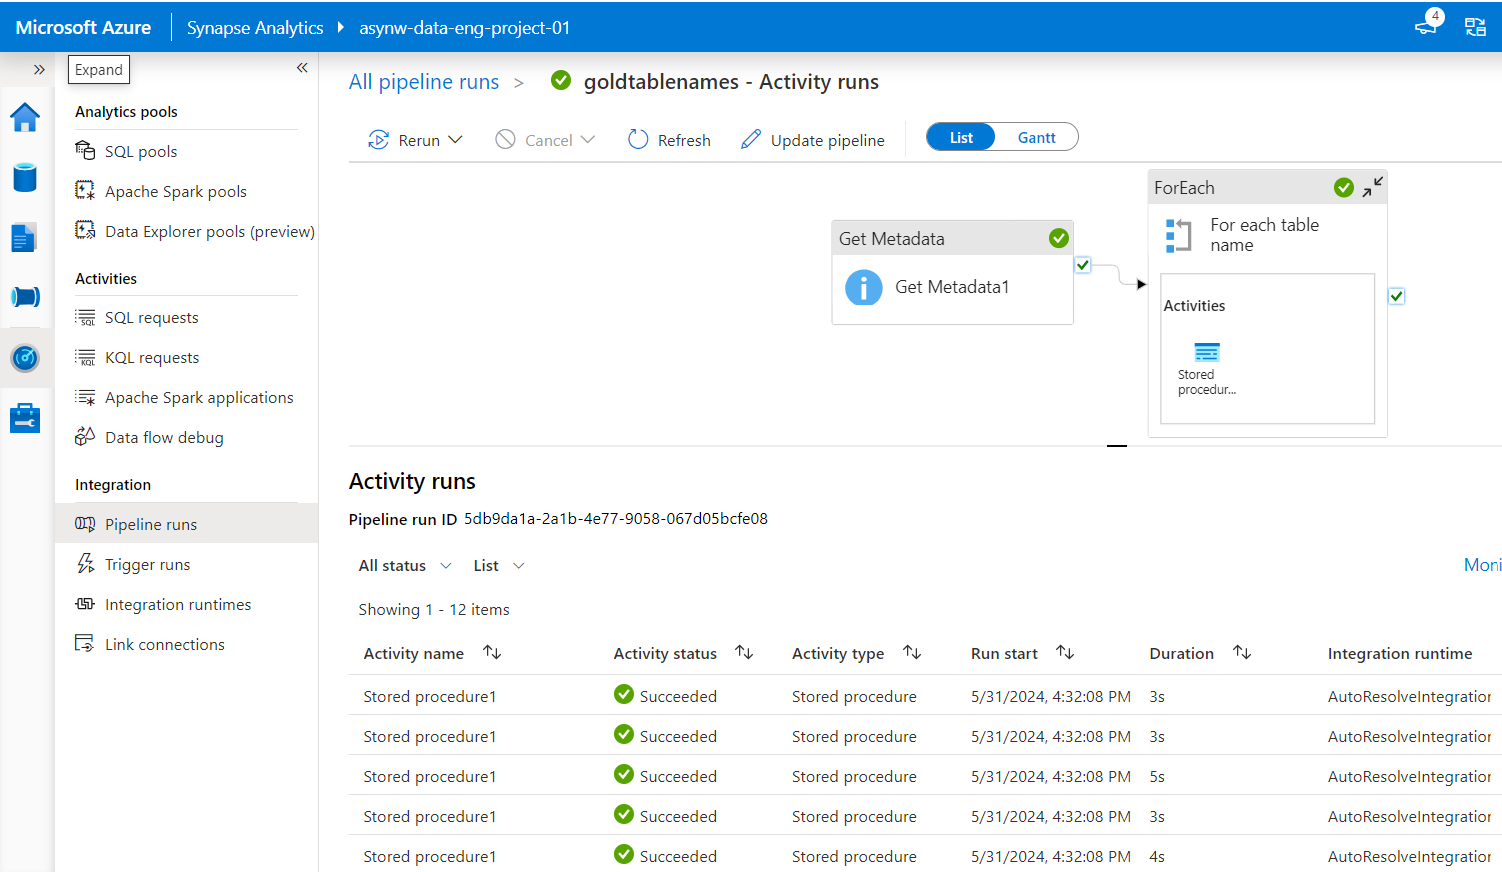 Microsoft Azure
Synapse Analytics
asynw-data-eng-project-01
4
Expand
Analytics pools
SQL pools
Apache Spark pools
Data Explorer pools (preview)
Activities
SQL requests
KQL requests
Apache Spark applications
Data flow debug
Integration
Pipeline runs
Trigger runs
Integration runtimes
Link connections
All pipeline runs > goldtablenames - Activity runs
Rerun
Cancel
Refresh
Update pipeline
List
Gantt
Get Metadata
Get Metadata1
ForEach
For each table
name
Activities
Stored
procedur...
Activity runs
Pipeline run ID 5db9da1a-2a1b-4e77-9058-067d05bcfe08
All status
List
Moni
Showing 1 - 12 items
Activity name Activity status Activity type Run start Duration Integration runtime
Stored procedure1 Succeeded Stored procedure 5/31/2024, 4:32:08 PM 3s AutoResolveIntegration
Stored procedure1 Succeeded Stored procedure 5/31/2024, 4:32:08 PM 3s AutoResolveIntegration
Stored procedure1 Succeeded Stored procedure 5/31/2024, 4:32:08 PM 5s AutoResolveIntegration
Stored procedure1 Succeeded Stored procedure 5/31/2024, 4:32:08 PM 3s AutoResolveIntegration
Stored procedure1 Succeeded Stored procedure 5/31/2024, 4:32:08 PM 4s AutoResolveIntegration